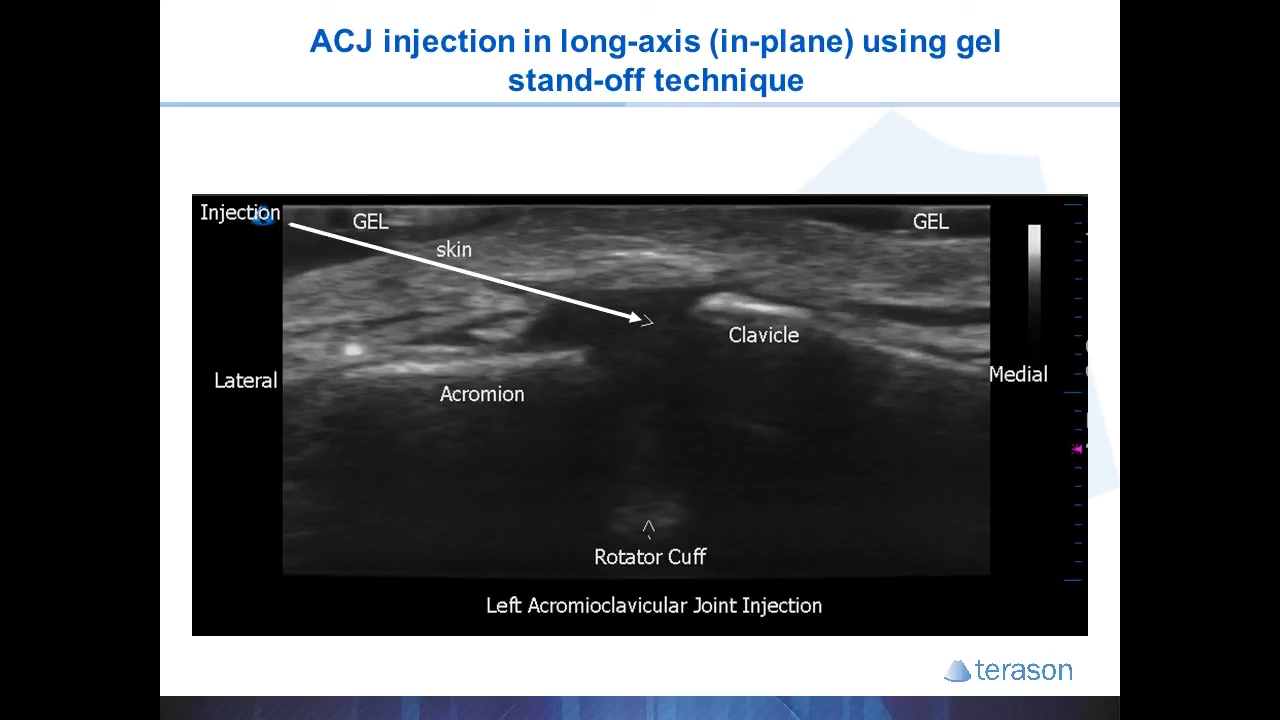 ACJ injection in long-axis (in-plane) using gel
stand-off technique
Injection
GEL
GEL
skin
Clavicle
Lateral
Medial
Acromion
Rotator Cuff
Left Acromioclavicular Joint Injection
terason